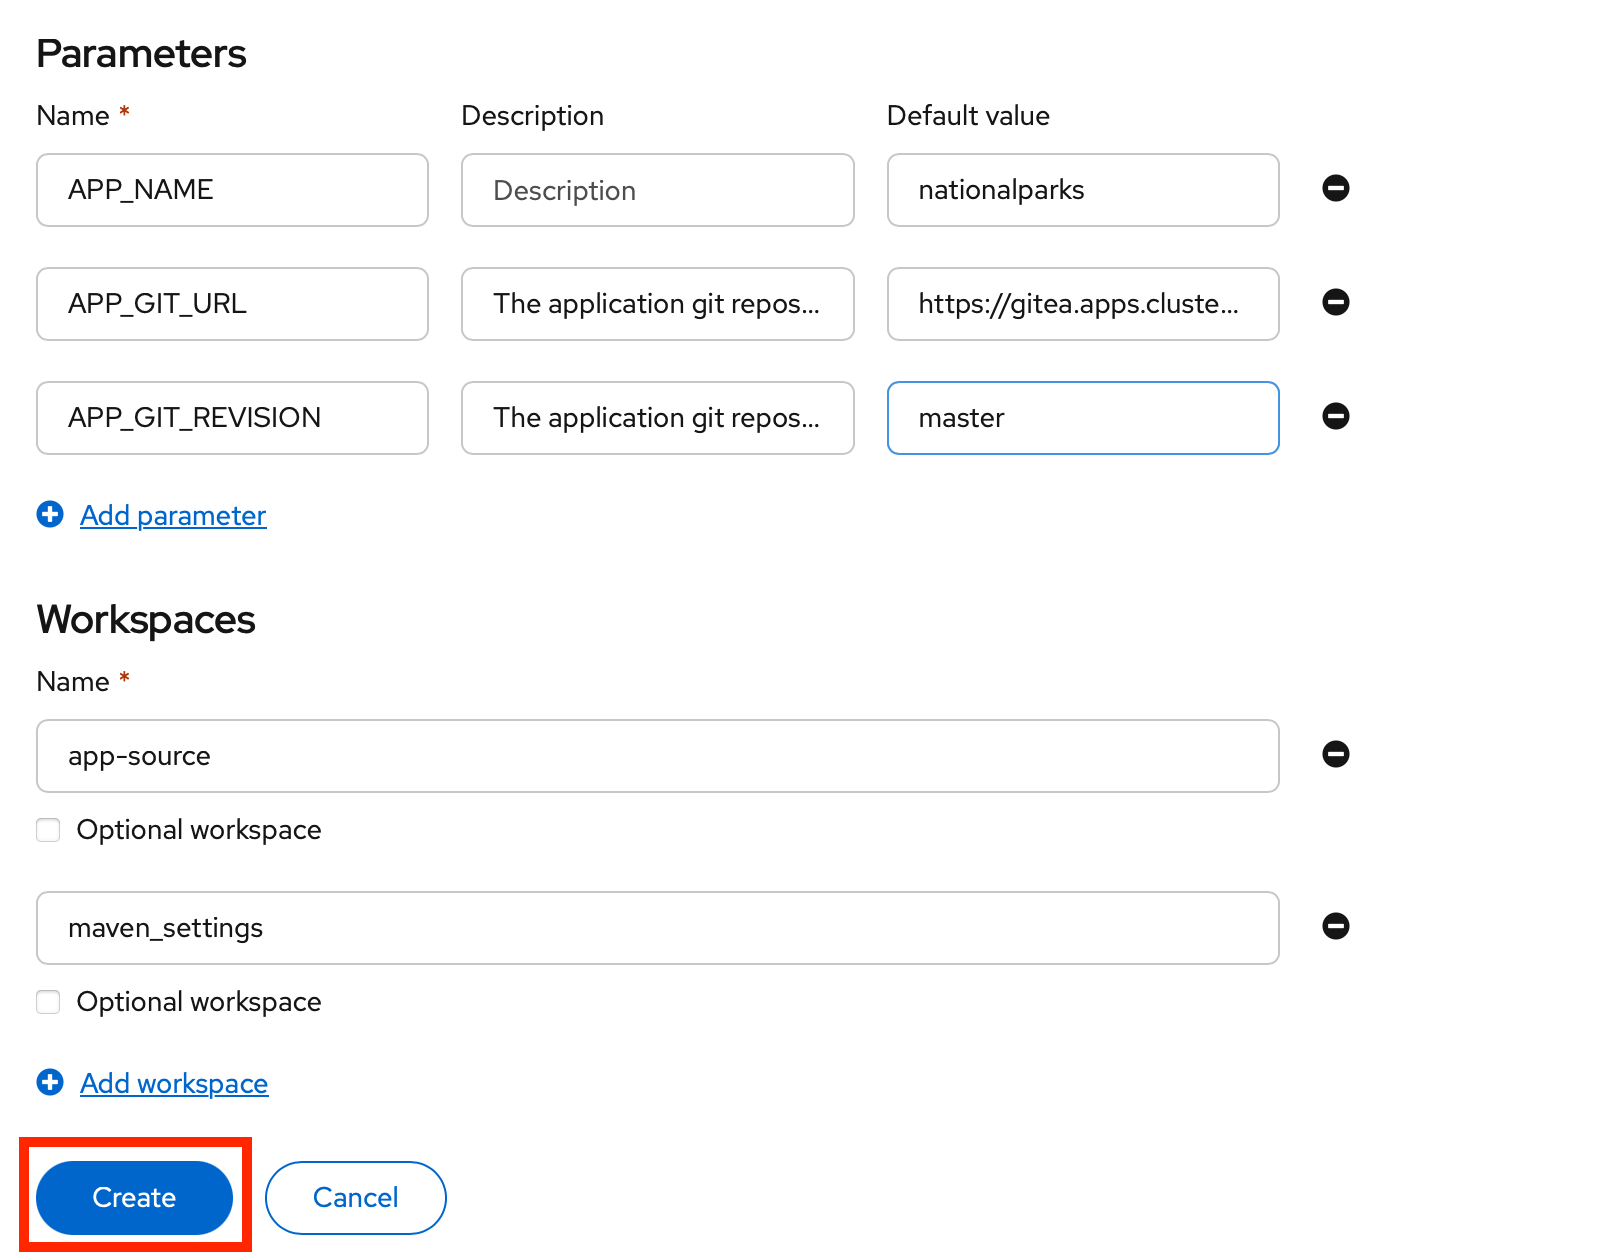 Parameters
Name * Description Default value
APP_NAME Description nationalparks
APP_GIT_URL The application git repos... https://gitea.apps.cluste...
APP_GIT_REVISION The application git repos... master
Add parameter
Workspaces
Name *
app-source
Optional workspace
maven_settings
Optional workspace
Add workspace
Create Cancel